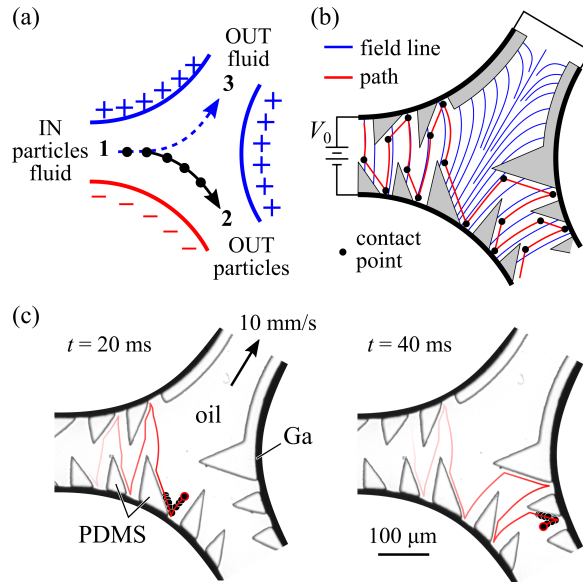 (a)
OUT
fluid
3
IN
particles
fluid
1
2
OUT
particles
+ + + + + +
+ + + + + +
− − − − −
(b)
field line
path
V0
contact
point
(c)
t = 20 ms
10 mm/s
oil
Ga
PDMS
t = 40 ms
100 μm